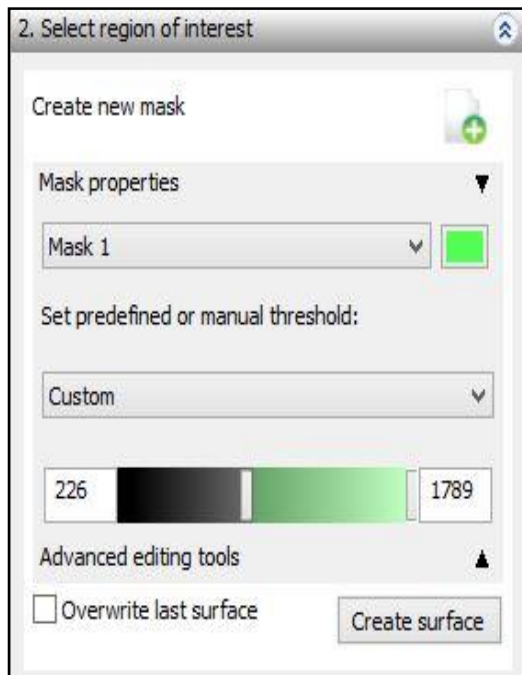 2. Select region of interest
Create new mask
Mask properties
Mask 1
Set predefined or manual threshold:
Custom
226 1789
Advanced editing tools
Overwrite last surface Create surface